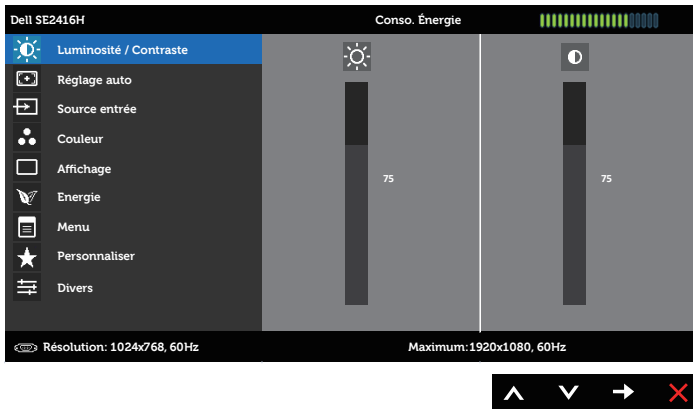 Dell SE2416H
Conso. Énergie
Luminosité / Contraste
Réglage auto
Source entrée
Couleur
Affichage
Energie
Menu
Personnaliser
Divers
75
75
Résolution: 1024x768, 60Hz
Maximum:1920x1080, 60Hz